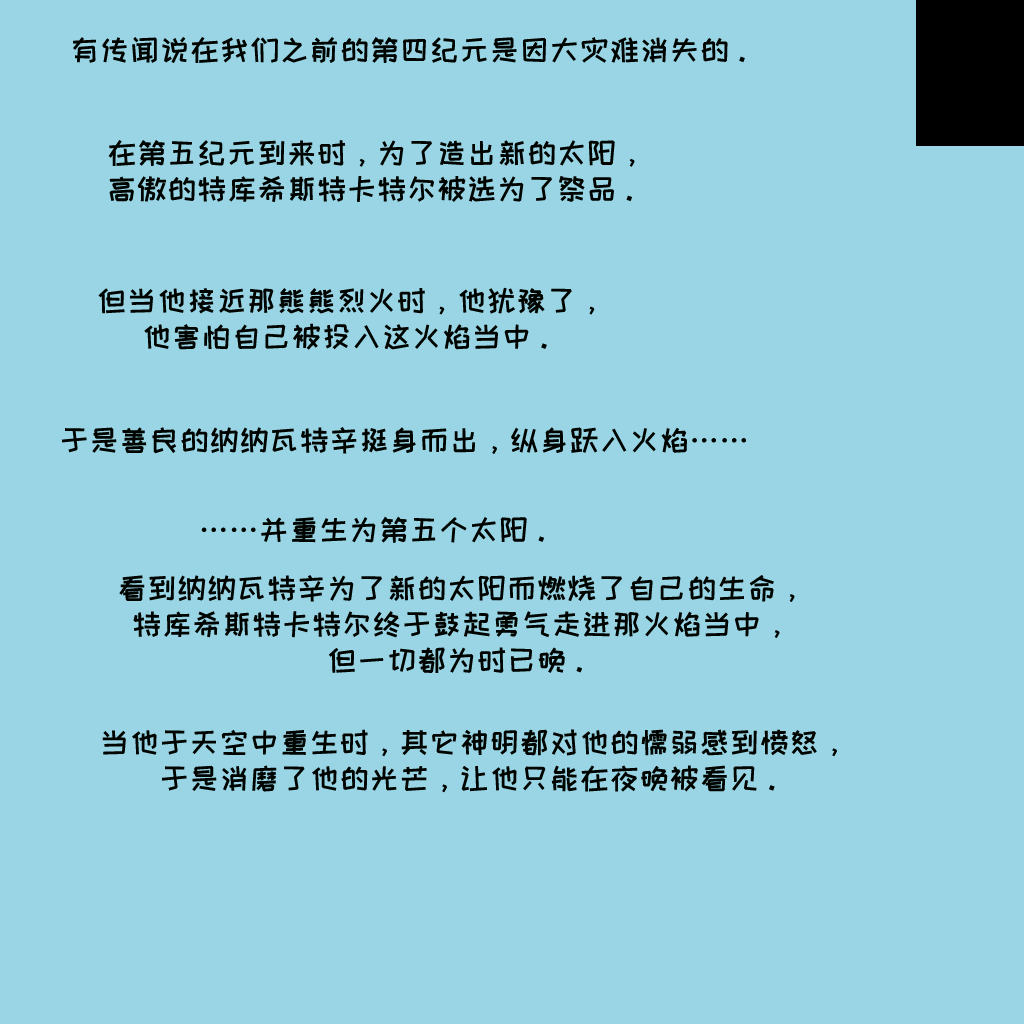 有传闻说在我们之前的第四纪元是因大灾难消失的．
在第五纪元到来时，为了造出新的太阳，
高傲的特库希斯特卡特尔被选为了祭品．
但当他接近那熊熊烈火时，他犹豫了，
他害怕自己被投入这火焰当中．
于是善良的纳纳瓦特辛挺身而出，纵身跃入火焰……
……并重生为第五个太阳．
看到纳纳瓦特辛为了新的太阳而燃烧了自己的生命，
特库希斯特卡特尔终于鼓起勇气走进那火焰当中，
但一切都为时已晚．
当他于天空中重生时，其它神明都对他的懦弱感到愤怒，
于是消磨了他的光芒，让他只能在夜晚被看见．